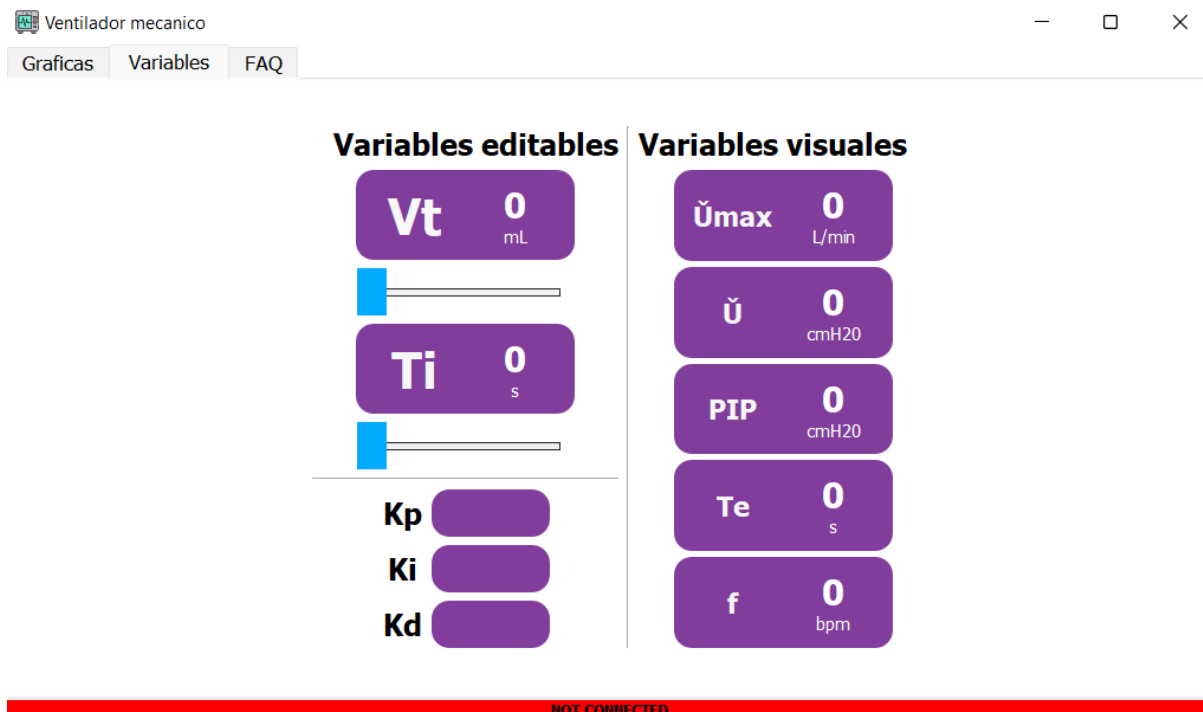 Ventilador mecanico
Graficas Variables FAQ
Variables editables
Vt 0
mL
Ti 0
s
Kp
Ki
Kd
Variables visuales
Ǔmax 0
L/min
Ǔ 0
cmH20
PIP 0
cmH20
Te 0
s
f 0
bpm
NOT CONNECTED